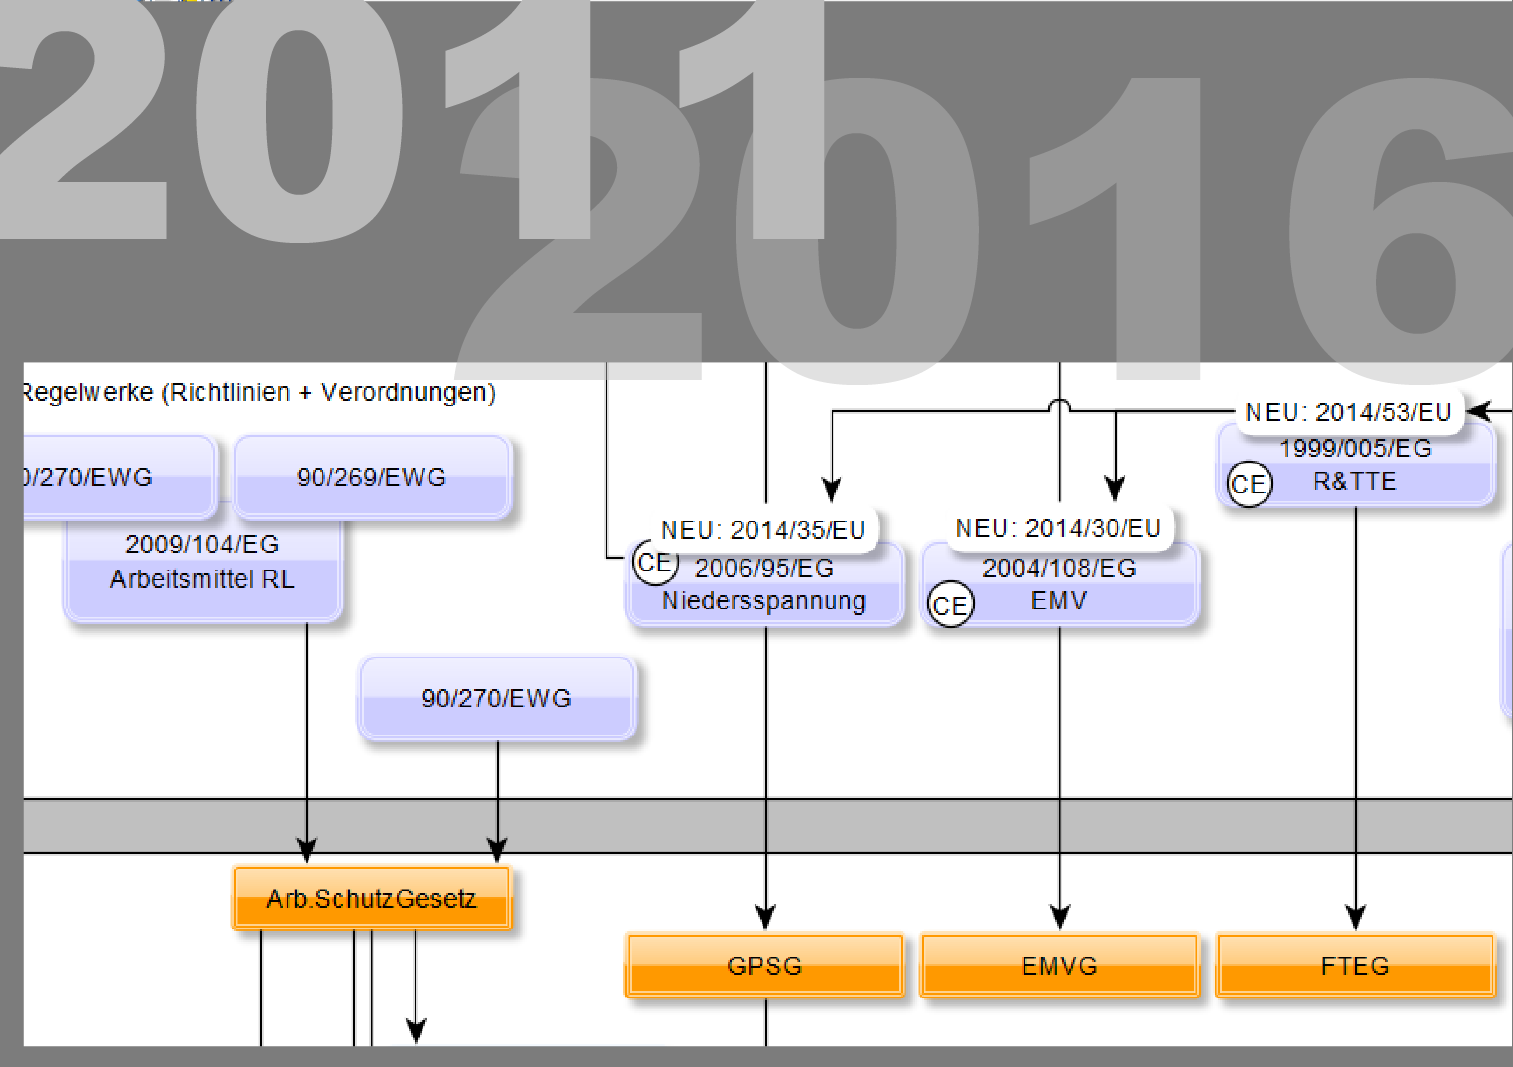 2011
2016
Regelwerke (Richtlinien + Verordnungen)
NEU: 2014/53/EU
1999/005/EG
CE
R&TTE
0/270/EWG
90/269/EWG
2009/104/EG
Arbeitsmittel RL
NEU: 2014/35/EU
CE
2006/95/EG
Niedersspannung
NEU: 2014/30/EU
2004/108/EG
CE
EMV
90/270/EWG
Arb.SchutzGesetz
GPSG
EMVG
FTEG